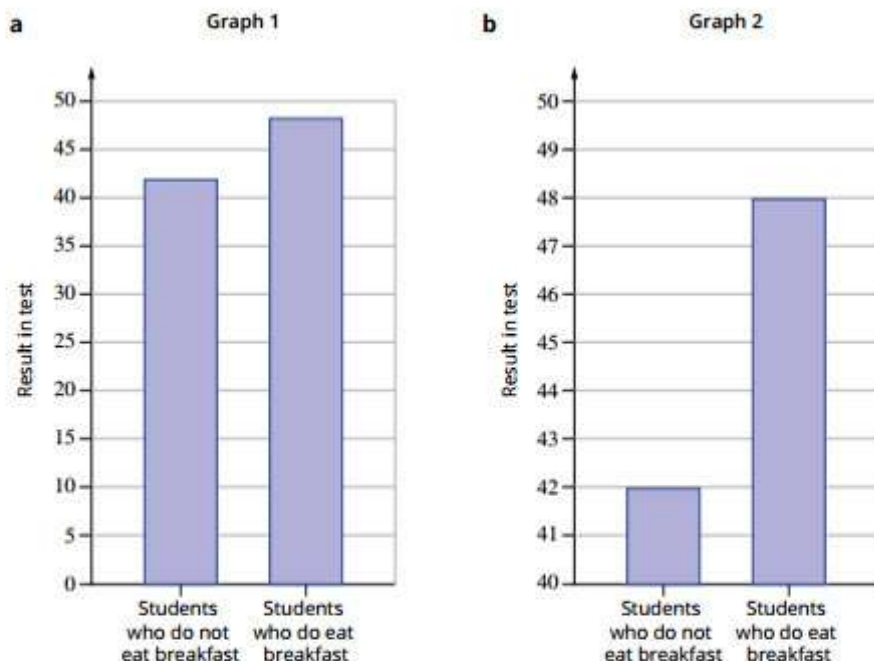 a
Graph 1
50
45
40
35
30
25
20
15
10
5
0
Result in test
Students
who do not
eat breakfast
Students
who do eat
breakfast
b
Graph 2
50
49
48
47
46
45
44
43
42
41
40
Result in test
Students
who do not
eat breakfast
Students
who do eat
breakfast